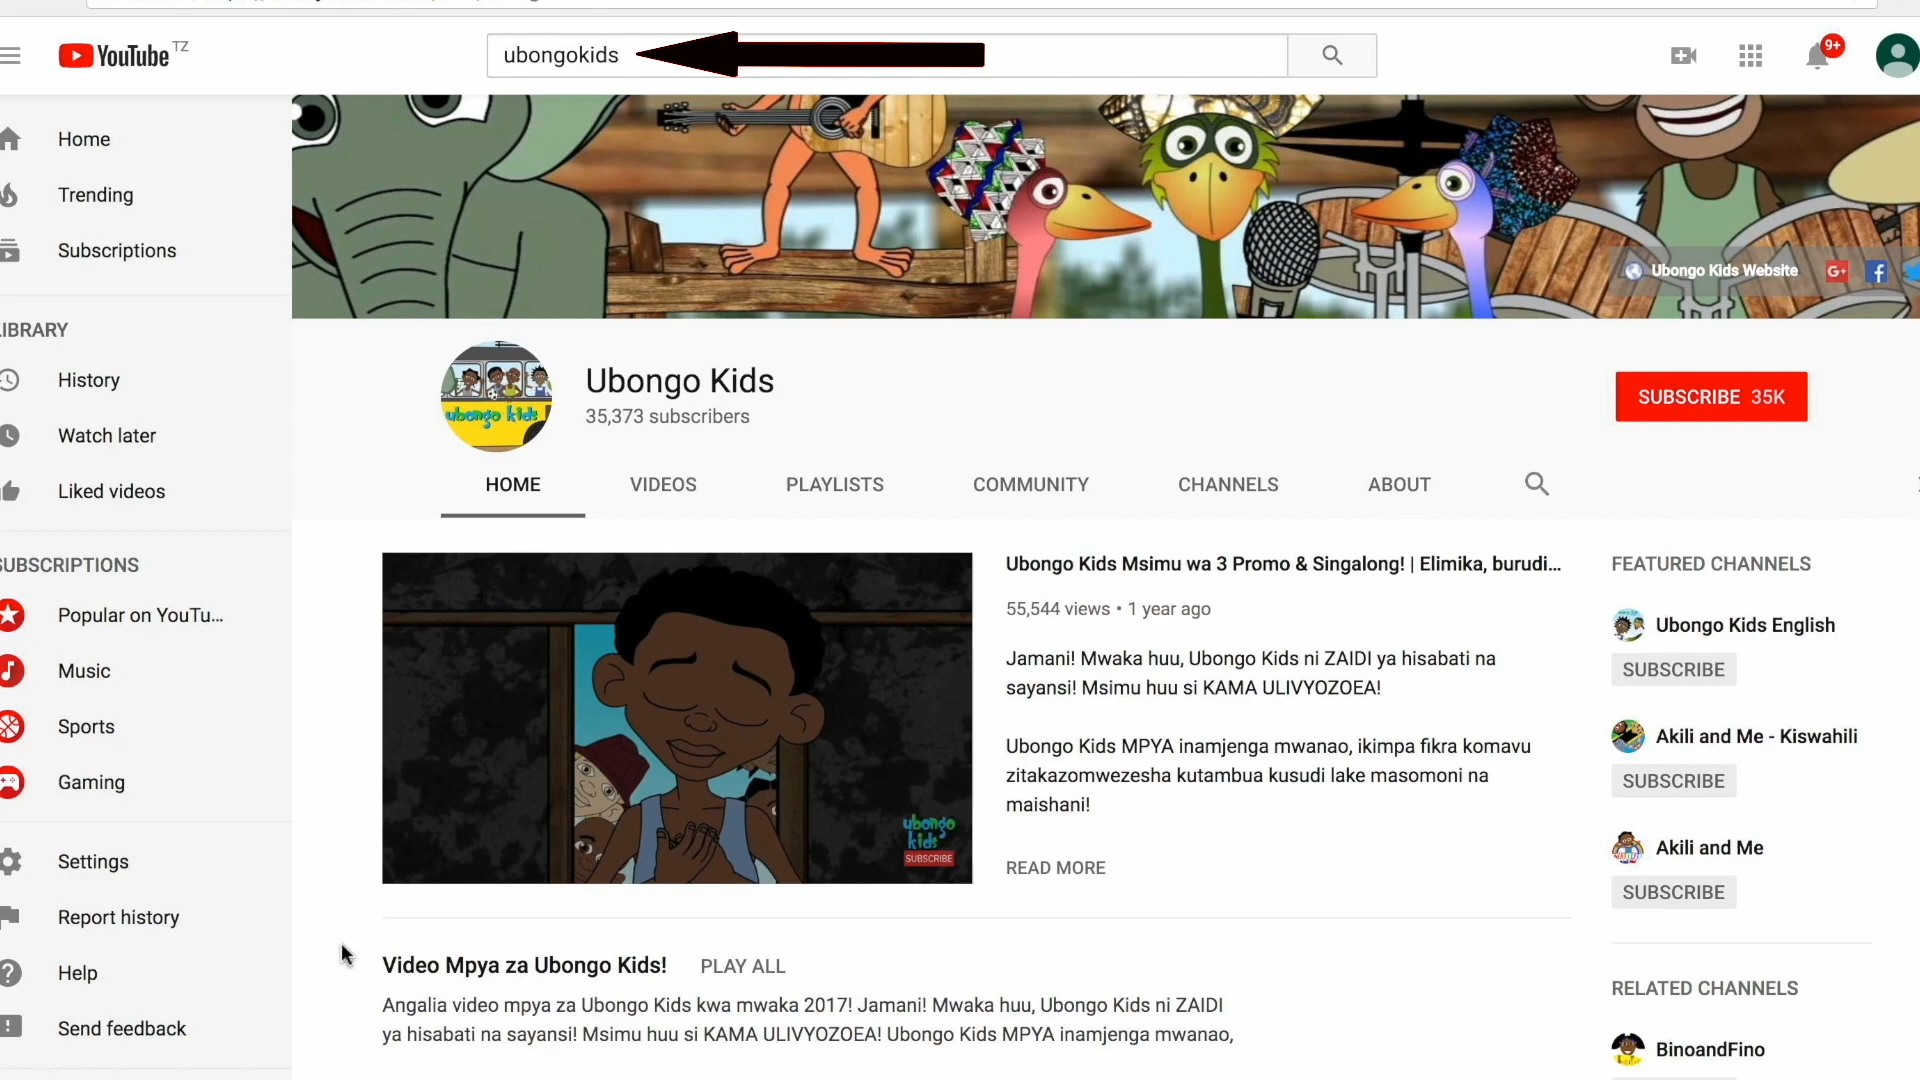 YouTube TZ
ubongokids
9+
Home
Trending
Subscriptions
LIBRARY
History
Watch later
Liked videos
SUBSCRIPTIONS
Popular on YouTu...
Music
Sports
Gaming
Settings
Report history
Help
Send feedback
Ubongo Kids Website
G+
f
ubongo kids
Ubongo Kids
35,373 subscribers
SUBSCRIBE 35K
HOME VIDEOS PLAYLISTS COMMUNITY CHANNELS ABOUT
ubongo
kids
SUBSCRIBE
Ubongo Kids Msimu wa 3 Promo & Singalong! | Elimika, burudi...
55,544 views • 1 year ago
Jamani! Mwaka huu, Ubongo Kids ni ZAIDI ya hisabati na
sayansi! Msimu huu si KAMA ULIVYOZOEA!
Ubongo Kids MPYA inamjenga mwanao, ikimpa fikra komavu
zitakazomwezesha kutambua kusudi lake masomoni na
maishani!
READ MORE
Video Mpya za Ubongo Kids! PLAY ALL
Angalia video mpya za Ubongo Kids kwa mwaka 2017! Jamani! Mwaka huu, Ubongo Kids ni ZAIDI
ya hisabati na sayansi! Msimu huu si KAMA ULIVYOZOEA! Ubongo Kids MPYA inamjenga mwanao,
FEATURED CHANNELS
Ubongo Kids English
SUBSCRIBE
Akili and Me - Kiswahili
SUBSCRIBE
Akili and Me
SUBSCRIBE
RELATED CHANNELS
BinoandFino